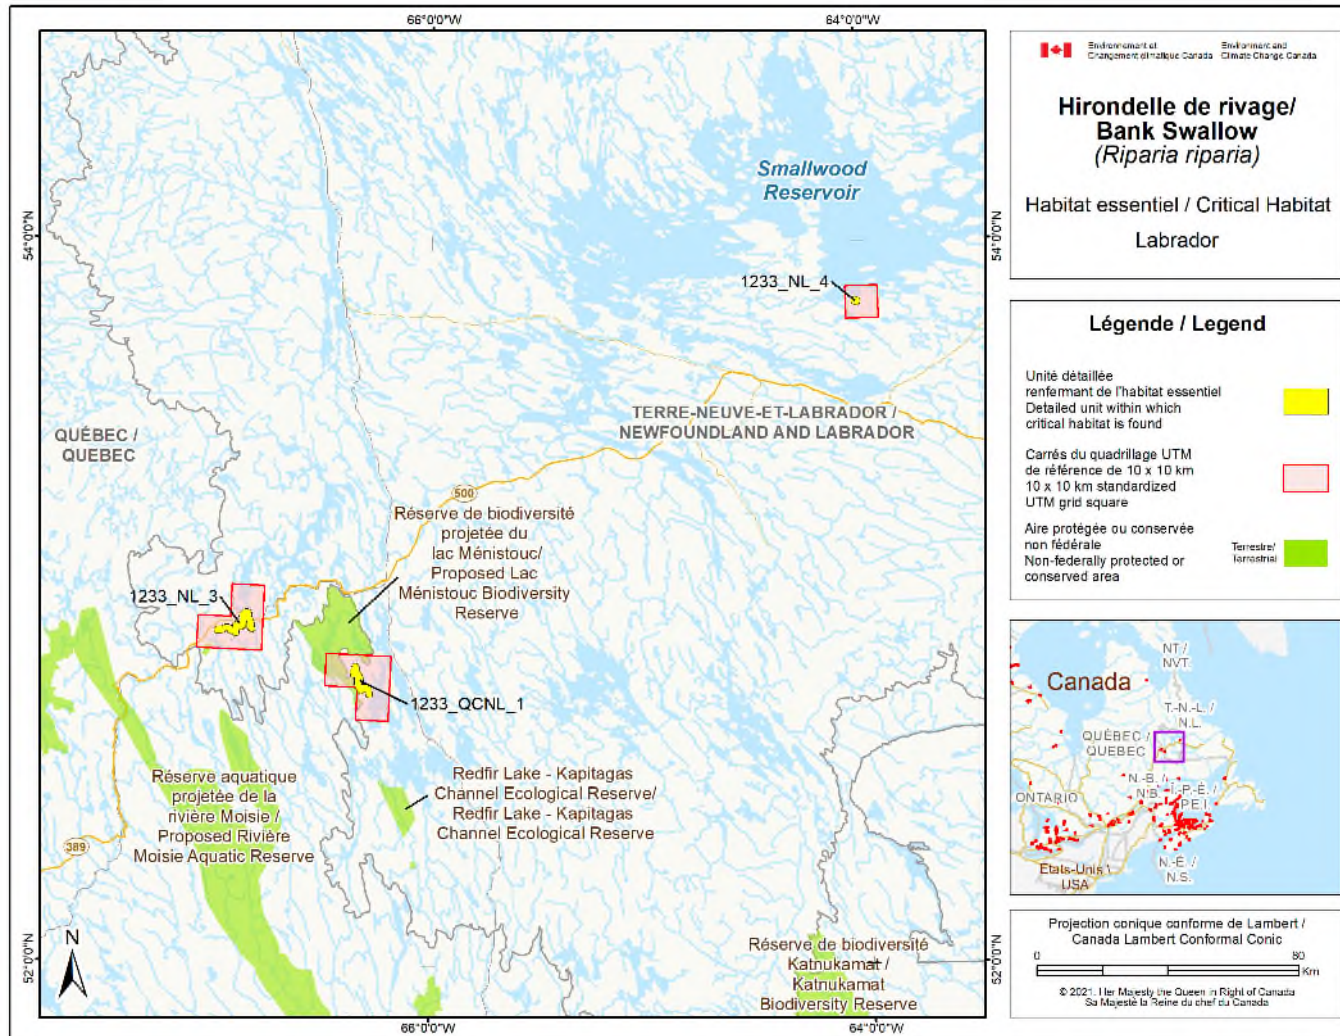 66°0'0"W
64°0'0"W
54°0'0"N
54°0'0"N
52°0'0"N
52°0'0"N
66°0'0"W
64°0'0"W
Smallwood
Reservoir
1233_NL_4
TERRE-NEUVE-ET-LABRADOR /
NEWFOUNDLAND AND LABRADOR
QUÉBEC /
QUEBEC
500
Réserve de biodiversité
projetée du
lac Ménistouc/
Proposed Lac
Ménistouc Biodiversity
Reserve
1233_NL_3
1233_QCNL_1
Réserve aquatique
projetée de la
rivière Moisie /
Proposed Rivière
Moisie Aquatic Reserve
Redfir Lake - Kapitagas
Channel Ecological Reserve/
Redfir Lake - Kapitagas
Channel Ecological Reserve
389
Réserve de biodiversité
Katnukamat /
Katnukamat
Biodiversity Reserve
N
Environnement et
Changement climatique Canada
Environment and
Climate Change Canada
Hirondelle de rivage/
Bank Swallow
(Riparia riparia)
Habitat essentiel / Critical Habitat
Labrador
Légende / Legend
Unité détaillée
renfermant de l'habitat essentiel
Detailed unit within which
critical habitat is found
Carrés du quadrillage UTM
de référence de 10 x 10 km
10 x 10 km standardized
UTM grid square
Aire protégée ou conservée
non fédérale
Non-federally protected or
conserved area
Terrestre/
Terrestrial
NT /
NVT.
Canada
T.-N.-L. /
N.L.
QUÉBEC /
QUEBEC
N.-B. /
N.B.
Î.-P.-É. /
P.E.I.
ONTARIO
N.-É. /
N.S.
États-Unis /
USA
Projection conique conforme de Lambert /
Canada Lambert Conformal Conic
0 80
Km
© 2021. Her Majesty the Queen in Right of Canada
Sa Majesté la Reine du chef du Canada